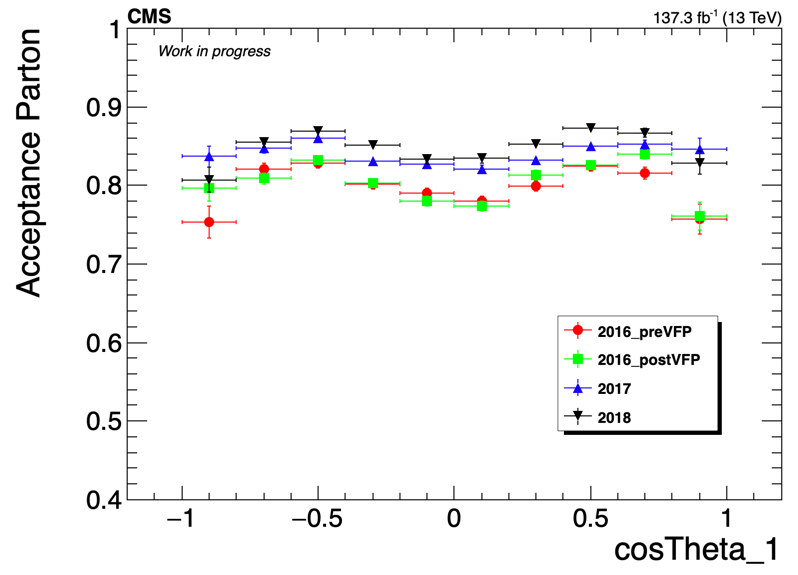 CMS
137.3 fb⁻¹ (13 TeV)
Work in progress
Acceptance Parton
1
0.9
0.8
0.7
0.6
0.5
0.4
2016_preVFP
2016_postVFP
2017
2018
−1
−0.5
0
0.5
1
cosTheta_1